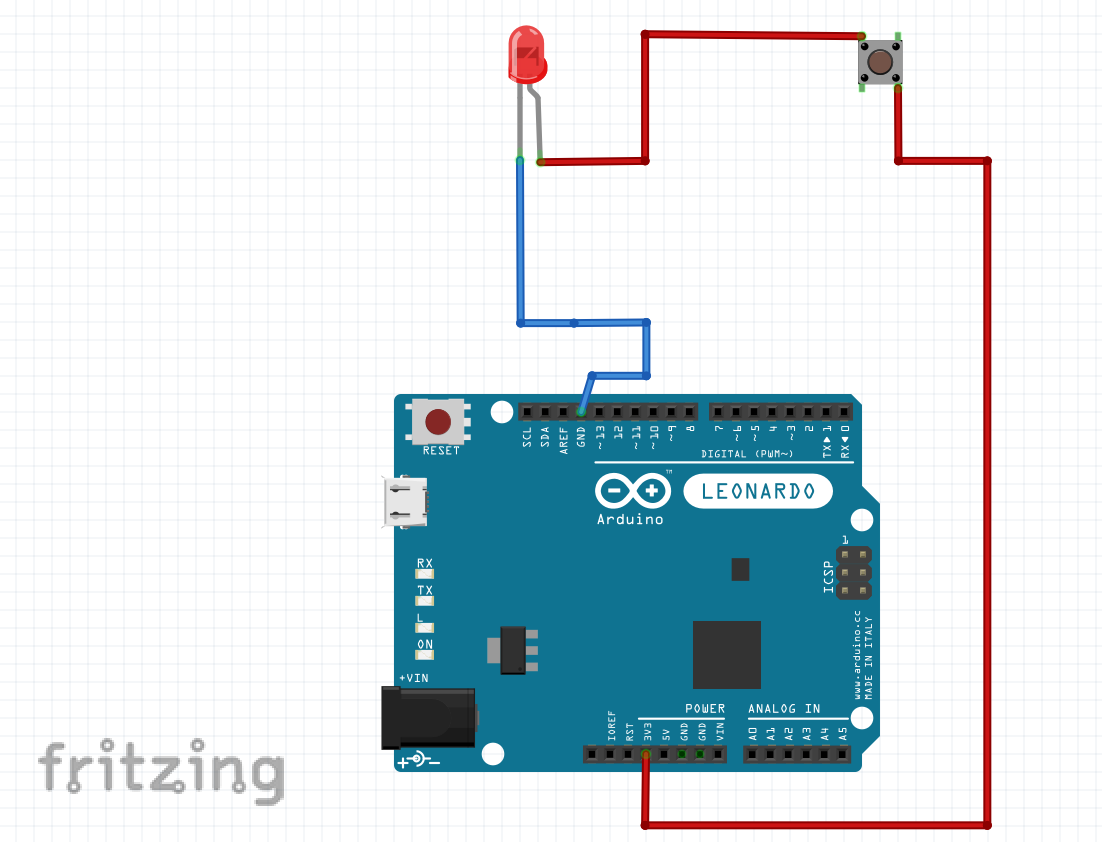 RESET
SCL
SDA
AREF
GND
~13
12
~11
~10
~9
8
7
~6
~5
4
~3
2
TX▶1
RX◀0
DIGITAL (PWM~)
TM
LEONARDO
Arduino
1
ICSP
RX
TX
L
ON
www.arduino.cc
MADE IN ITALY
+VIN
POWER
ANALOG IN
IOREF
RST
3V3
5V
GND
GND
VIN
A0
A1
A2
A3
A4
A5
fritzing